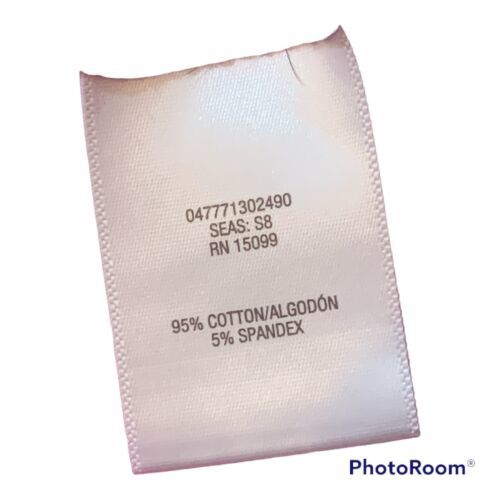 047771302490
SEAS: S8
RN 15099
95% COTTON/ALGODÓN
5% SPANDEX
PhotoRoom®